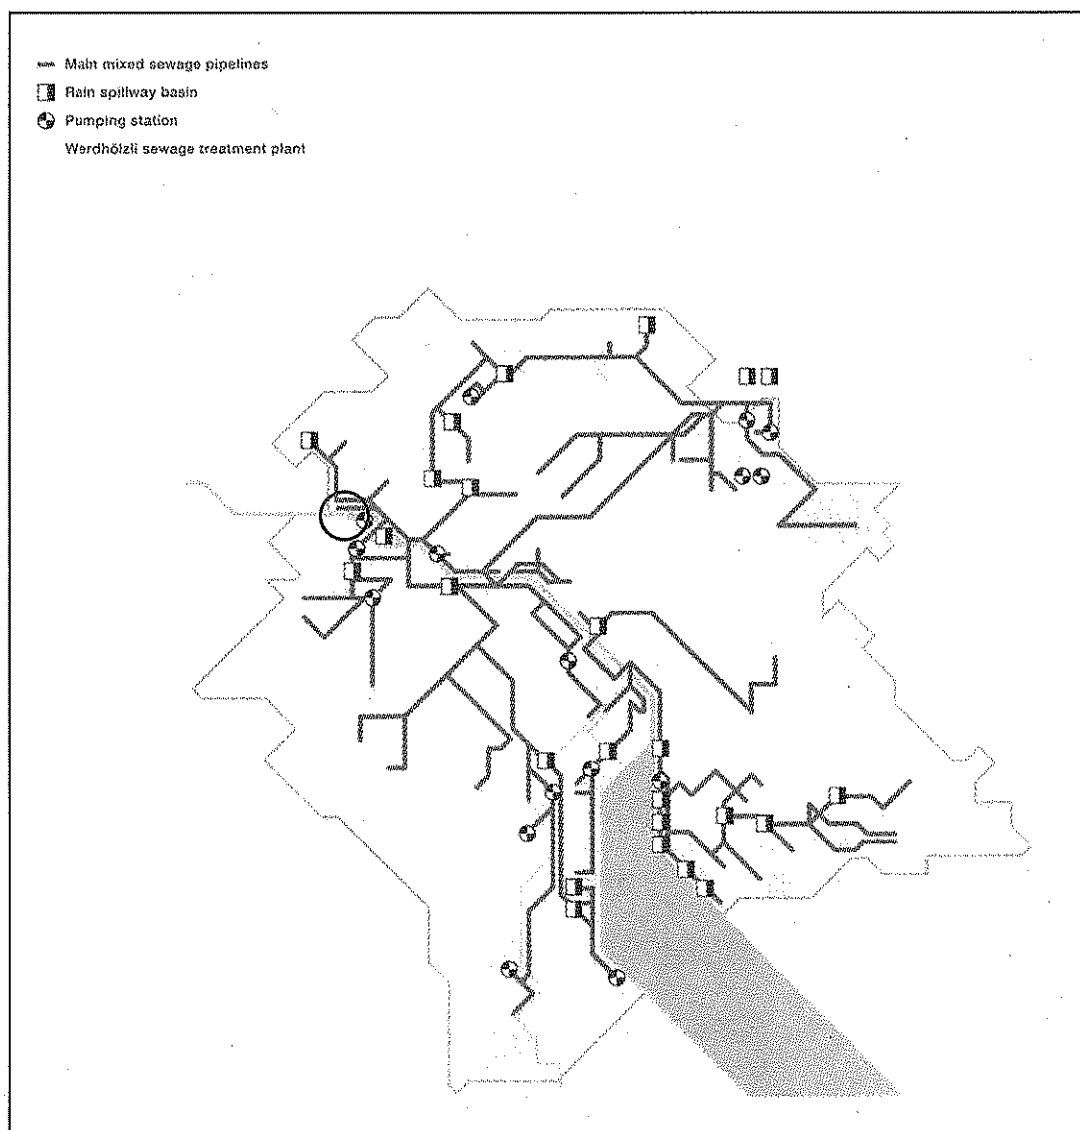 Main mixed sewage pipelines
Rain spillway basin
Pumping station
Werdhölzli sewage treatment plant